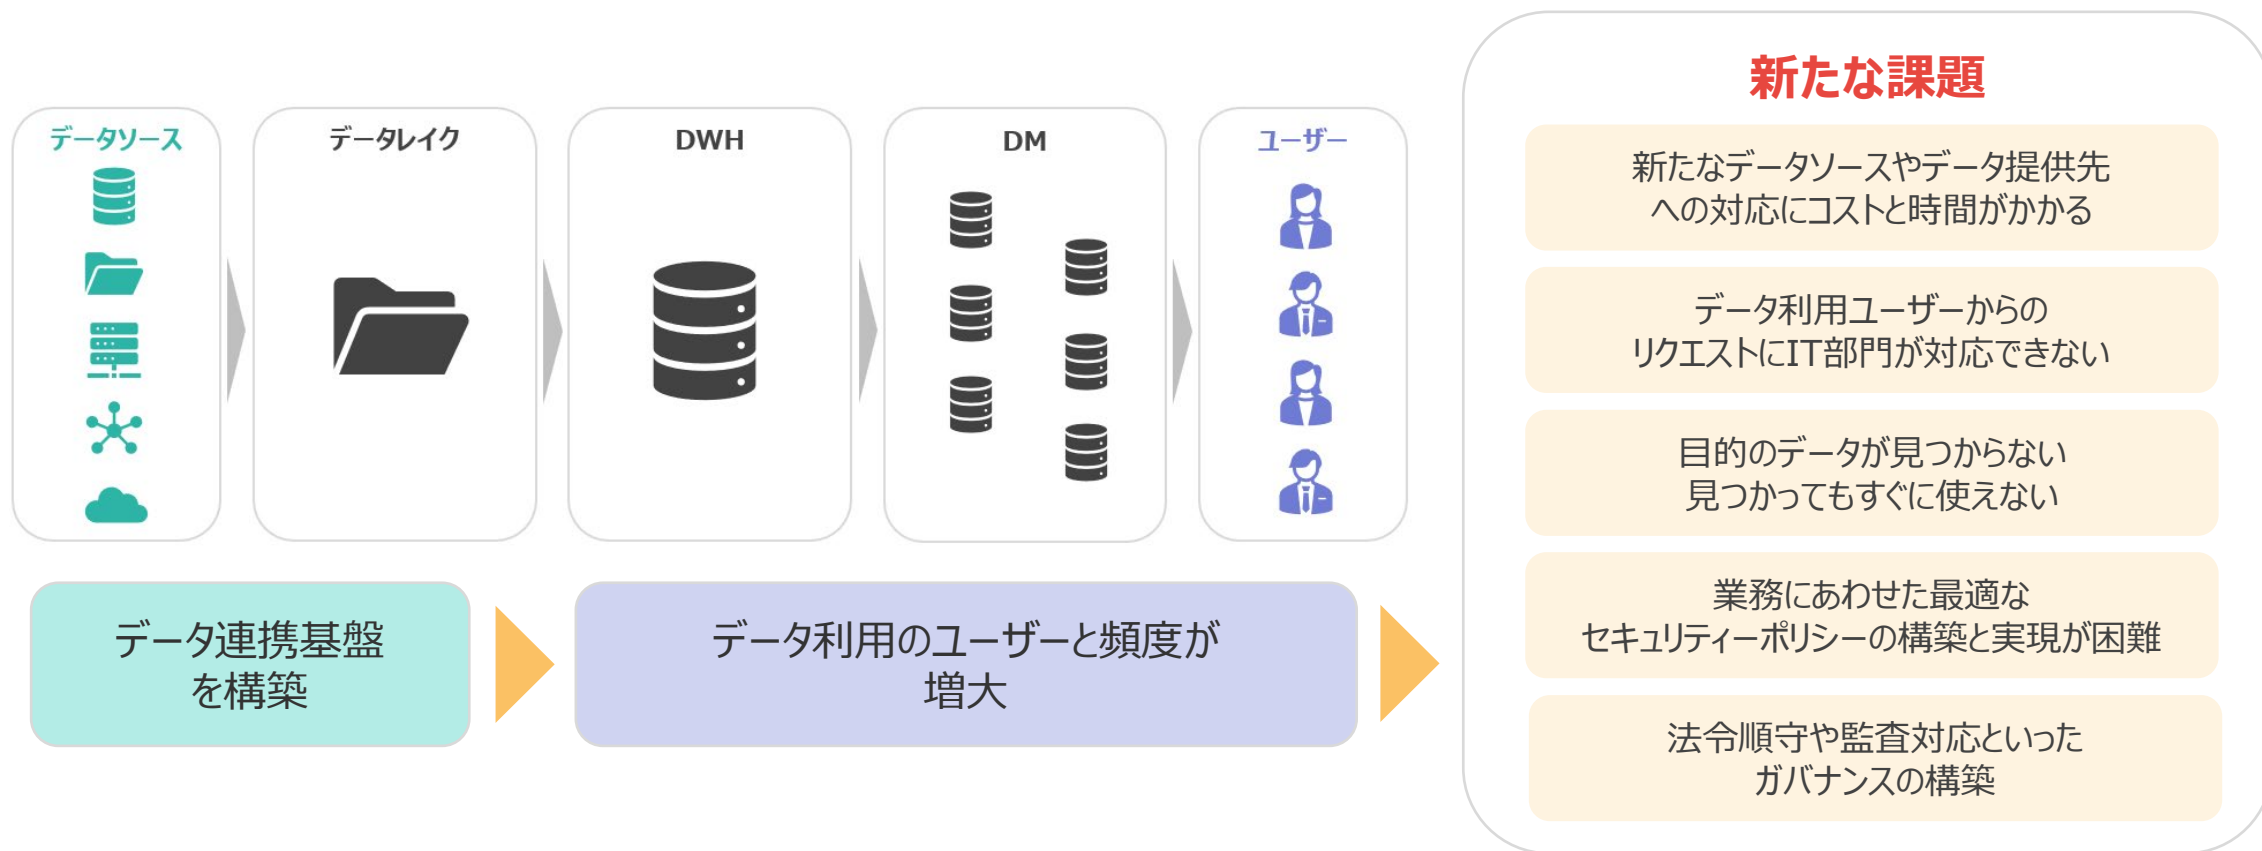 データソース
データレイク
DWH
DM
ユーザー
データ連携基盤
を構築
データ利用のユーザーと頻度が
増大
新たな課題
新たなデータソースやデータ提供先
への対応にコストと時間がかかる
データ利用ユーザーからの
リクエストにIT部門が対応できない
目的のデータが見つからない
見つかってもすぐに使えない
業務にあわせた最適な
セキュリティーポリシーの構築と実現が困難
法令順守や監査対応といった
ガバナンスの構築